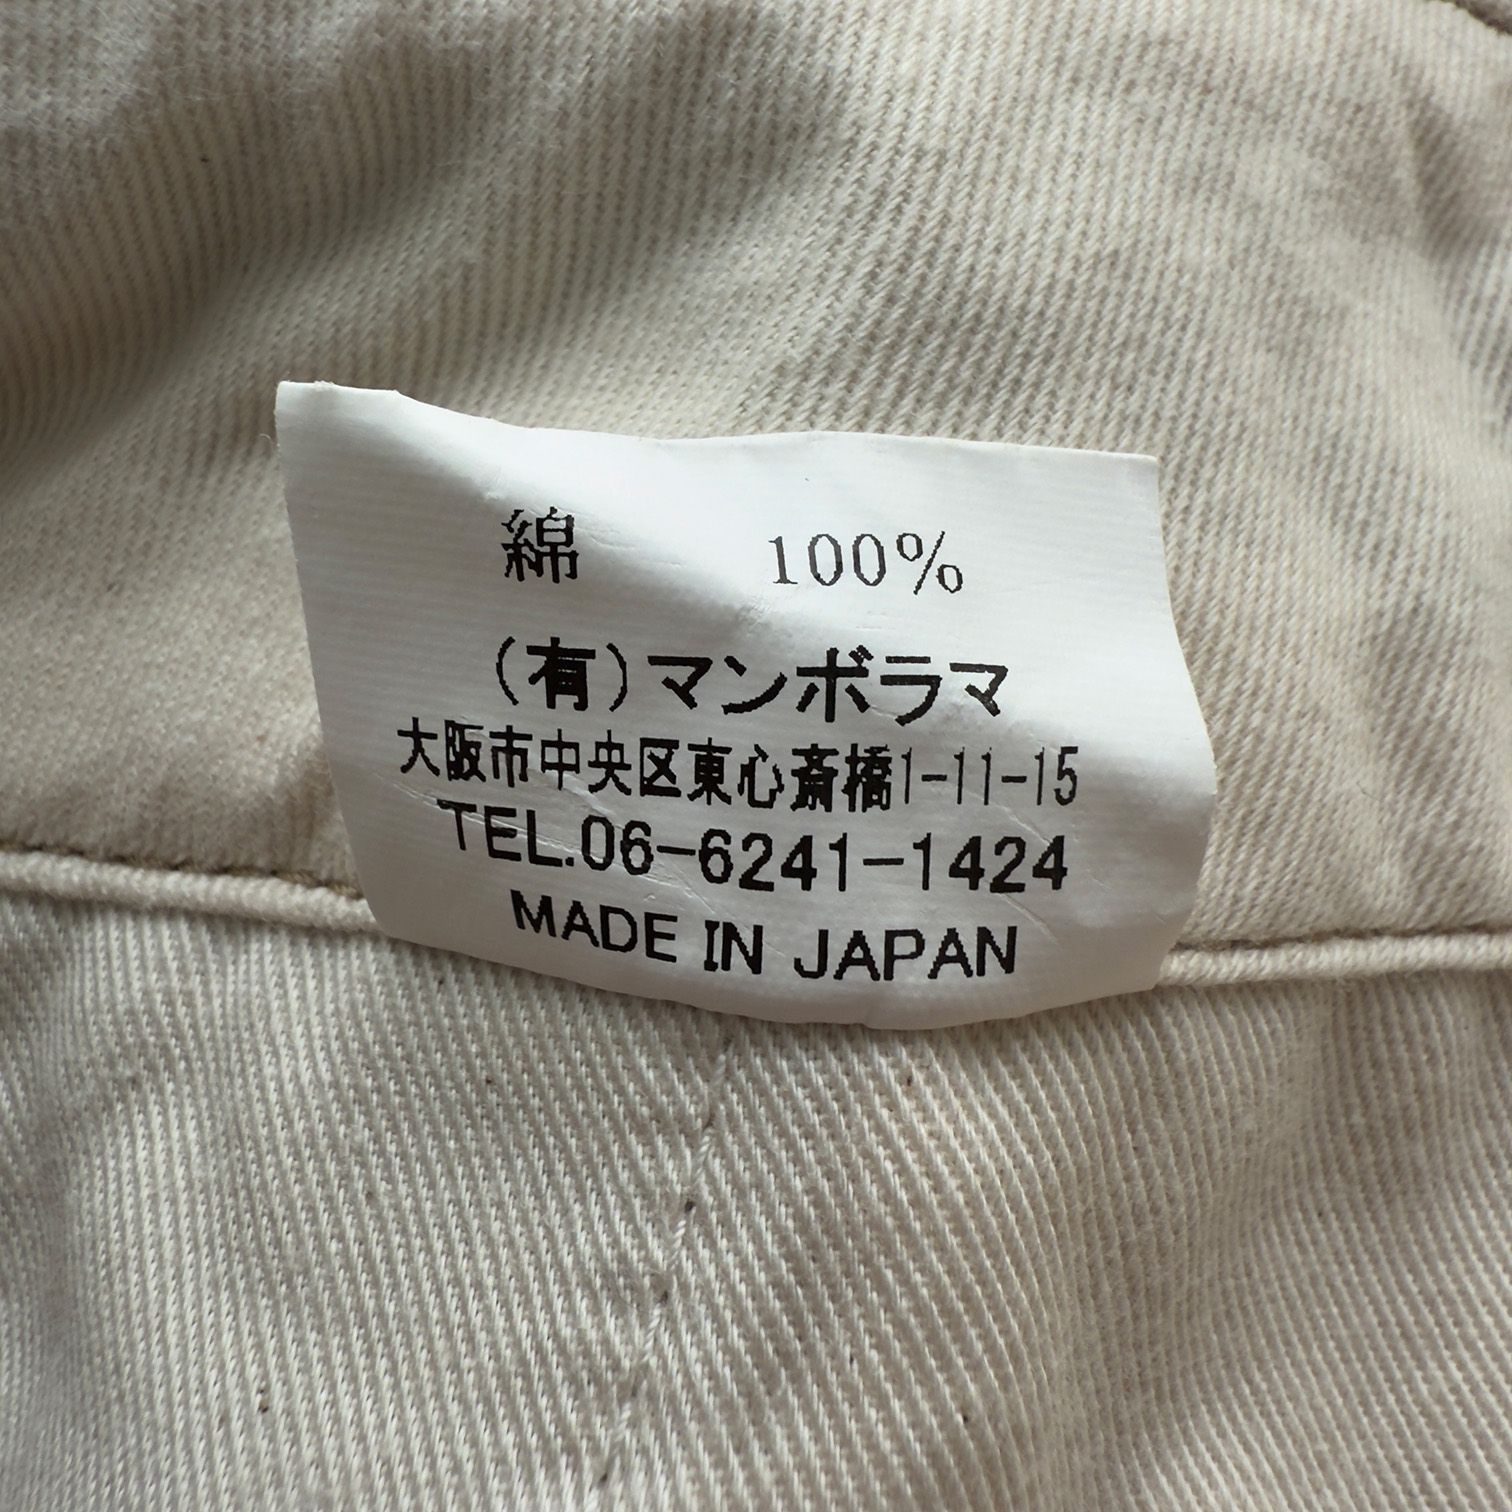 綿 100%
(有)マンボラマ
大阪市中央区東心斎橋1-11-15
TEL.06-6241-1424
MADE IN JAPAN